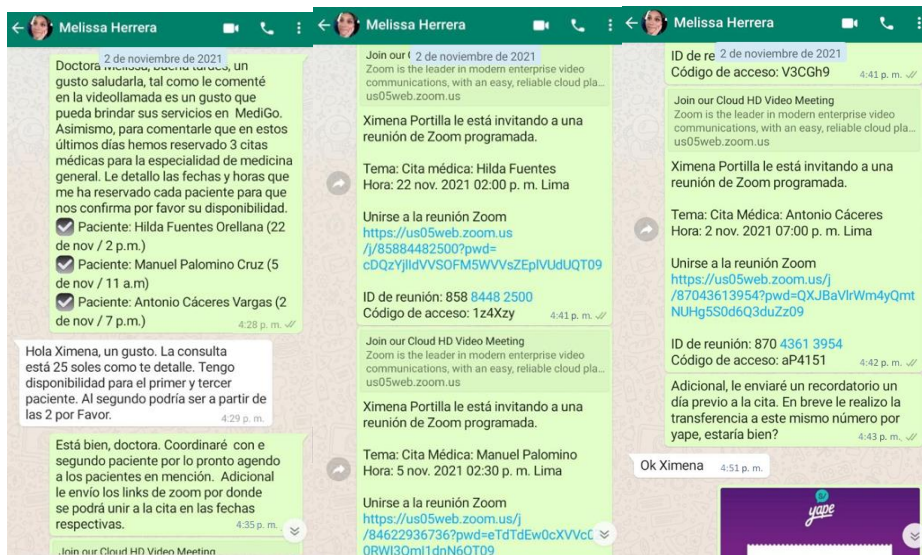 Melissa Herrera
2 de noviembre de 2021
Doctora Melissa, buena tardes, un
gusto saludarla, tal como le comenté
en la videollamada es un gusto que
pueda brindar sus servicios en MediGo.
Asimismo, para comentarle que en estos
últimos días hemos reservado 3 citas
médicas para la especialidad de medicina
general. Le detallo las fechas y horas que
me ha reservado cada paciente para que
nos confirma por favor su disponibilidad.
Paciente: Hilda Fuentes Orellana (22
de nov / 2 p.m.)
Paciente: Manuel Palomino Cruz (5
de nov / 11 a.m)
Paciente: Antonio Cáceres Vargas (2
de nov / 7 p.m.)
4:28 p. m.
Hola Ximena, un gusto. La consulta
está 25 soles como te detalle. Tengo
disponibilidad para el primer y tercer
paciente. Al segundo podría ser a partir de
las 2 por Favor.
4:29 p. m.
Está bien, doctora. Coordinaré con e
segundo paciente por lo pronto agendo
a los pacientes en mención. Adicional
le envío los links de zoom por donde
se podrá unir a la cita en las fechas
respectivas.
4:35 p. m.
Join our Cloud HD Video Meeting
Melissa Herrera
2 de noviembre de 2021
Join our
Zoom is the leader in modern enterprise video
communications, with an easy, reliable cloud pla...
us05web.zoom.us
Ximena Portilla le está invitando a una
reunión de Zoom programada.
Tema: Cita médica: Hilda Fuentes
Hora: 22 nov. 2021 02:00 p. m. Lima
Unirse a la reunión Zoom
https://us05web.zoom.us
/j/85884482500?pwd=
cDQzYjlIdVVSOFM5WVVsZEplVUdUQT09
ID de reunión: 858 8448 2500
Código de acceso: 1z4Xzy
4:41 p. m.
Join our Cloud HD Video Meeting
Zoom is the leader in modern enterprise video
communications, with an easy, reliable cloud pla...
us05web.zoom.us
Ximena Portilla le está invitando a una
reunión de Zoom programada.
Tema: Cita Médica: Manuel Palomino
Hora: 5 nov. 2021 02:30 p. m. Lima
Unirse a la reunión Zoom
https://us05web.zoom.us/j
Melissa Herrera
2 de noviembre de 2021
ID de re
Código de acceso: V3CGh9
4:41 p. m.
Join our Cloud HD Video Meeting
Zoom is the leader in modern enterprise video
communications, with an easy, reliable cloud pla...
us05web.zoom.us
Ximena Portilla le está invitando a una
reunión de Zoom programada.
Tema: Cita Médica: Antonio Cáceres
Hora: 2 nov. 2021 07:00 p. m. Lima
Unirse a la reunión Zoom
https://us05web.zoom.us/j
/87043613954?pwd=QXJBaVlrWm4yQmt
NUHg5S0d6Q3duZz09
ID de reunión: 870 4361 3954
Código de acceso: aP4151
4:42 p. m.
Adicional, le enviaré un recordatorio un
día previo a la cita. En breve le realizo la
transferencia a este mismo número por
yape, estaría bien?
4:43 p. m.
Ok Ximena
4:51 p. m.
yape